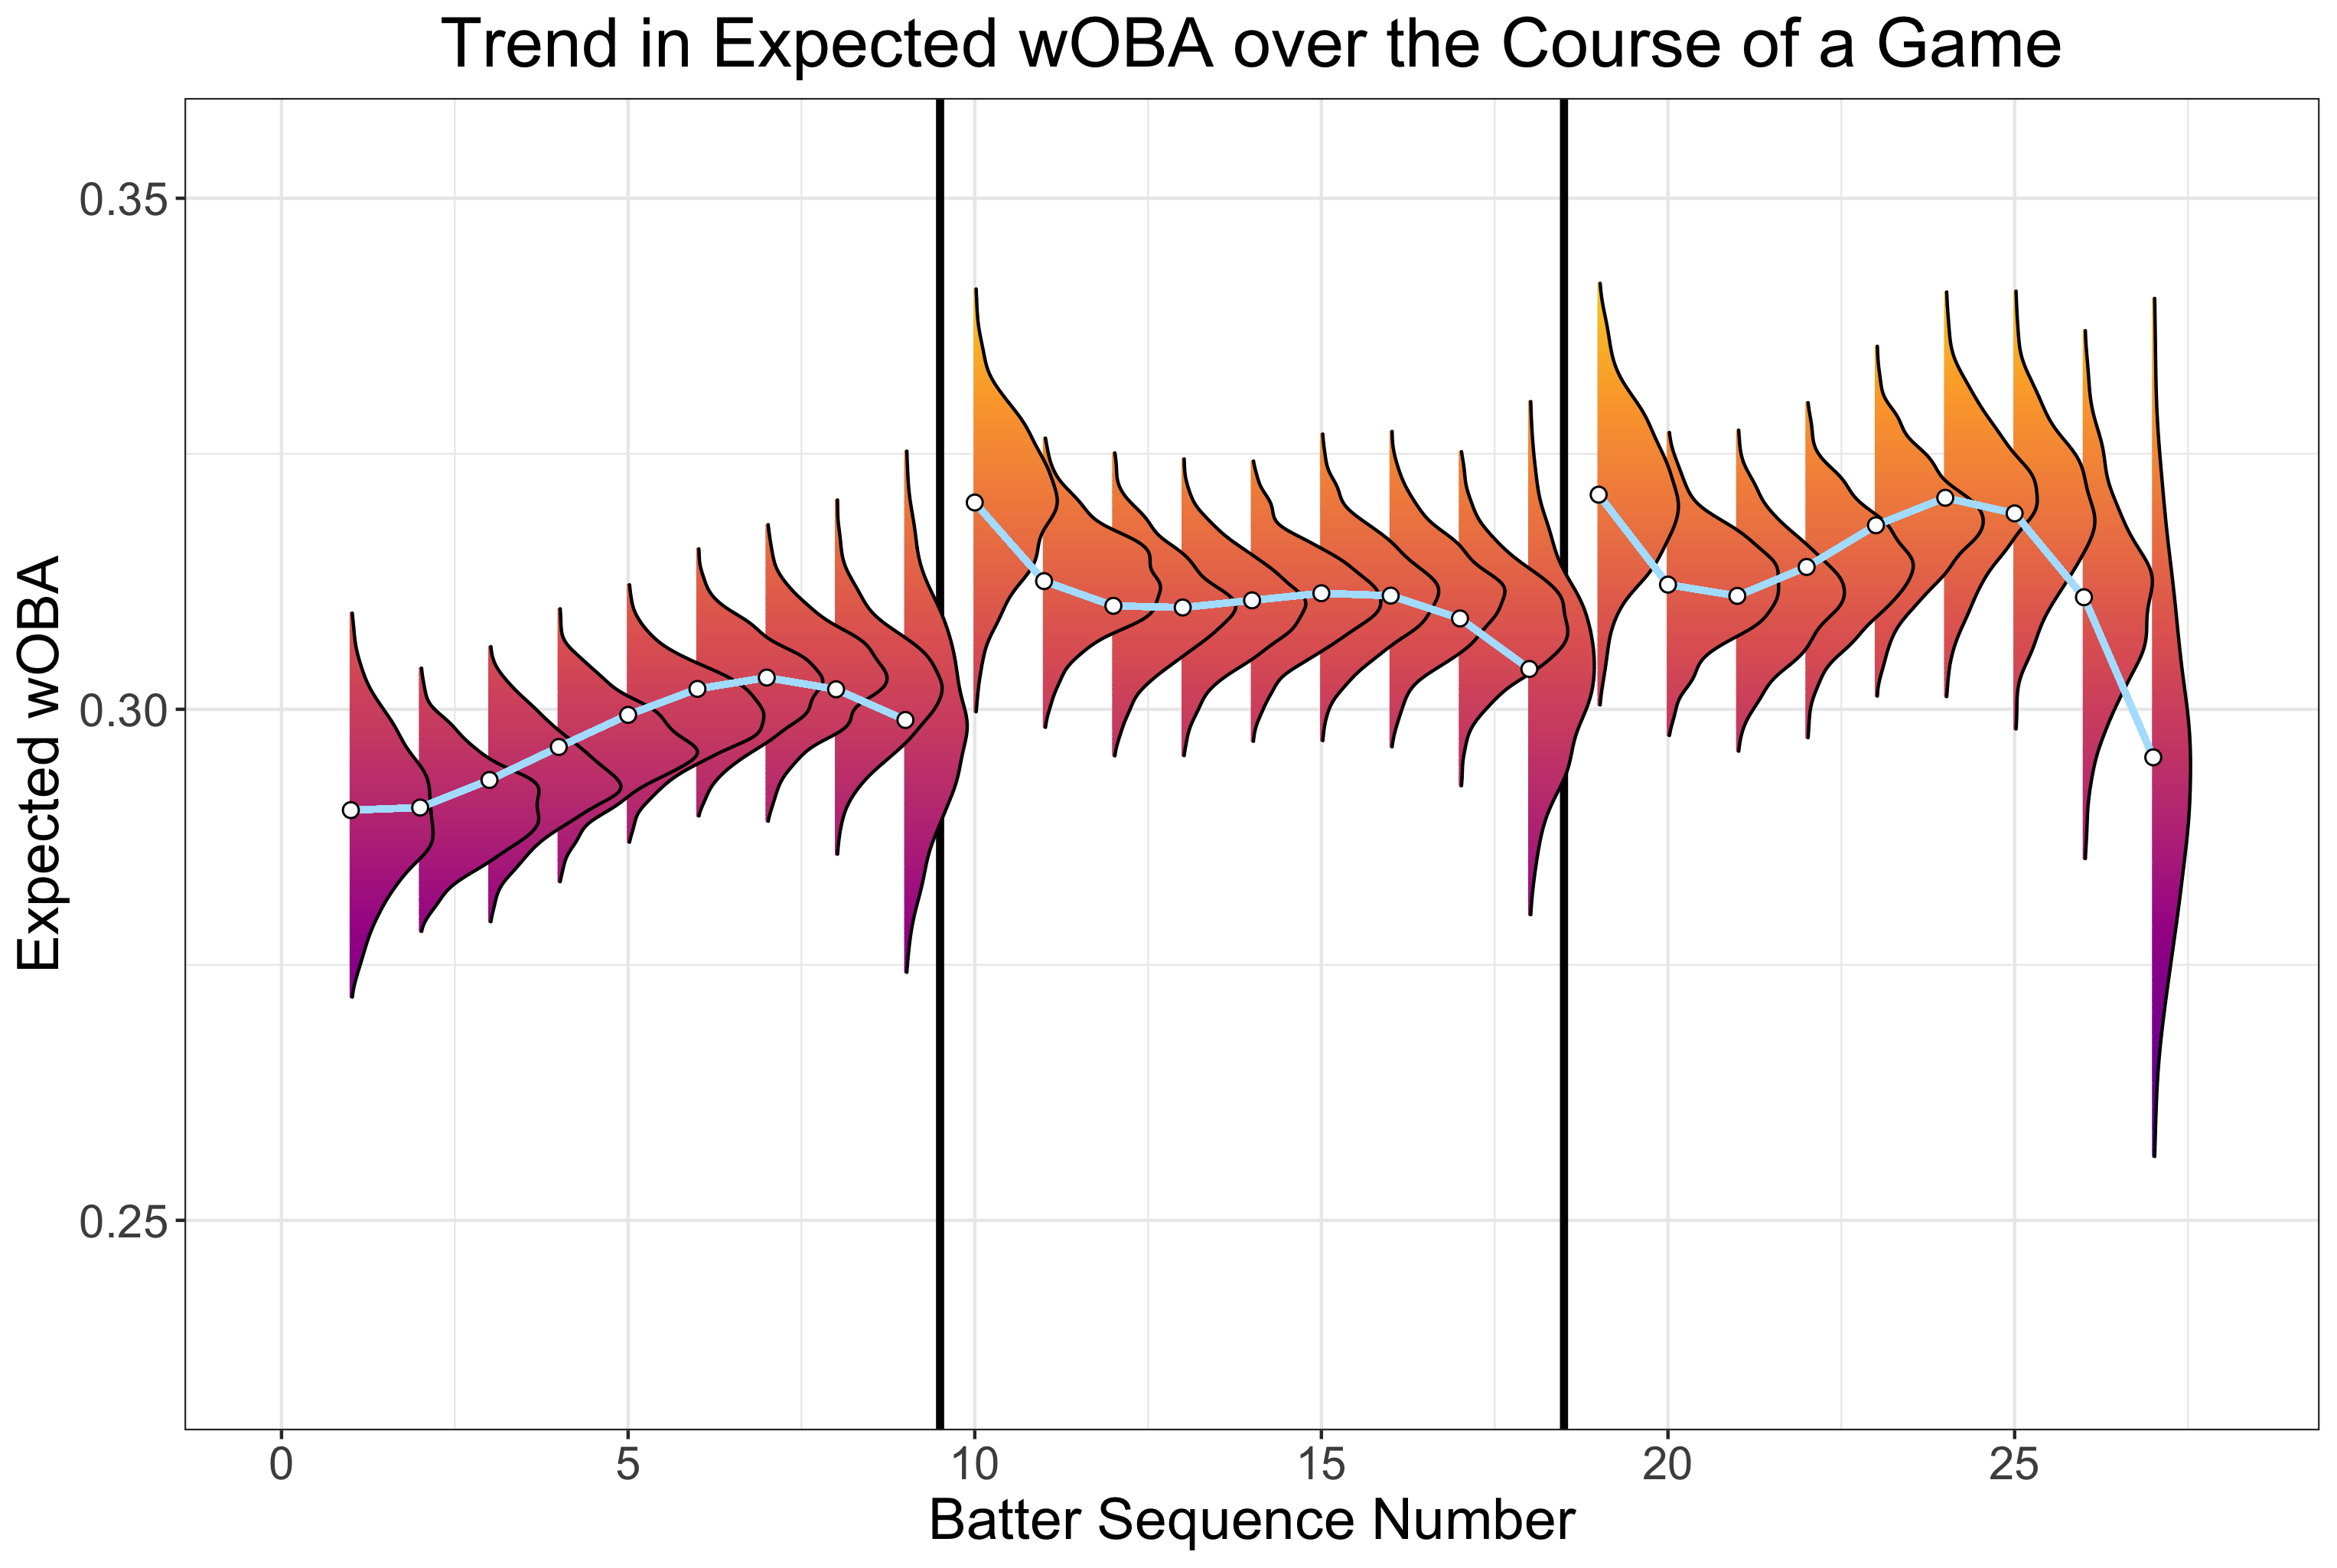 Trend in Expected wOBA over the Course of a Game
Expected wOBA
0.35
0.30
0.25
0 5 10 15 20 25
Batter Sequence Number